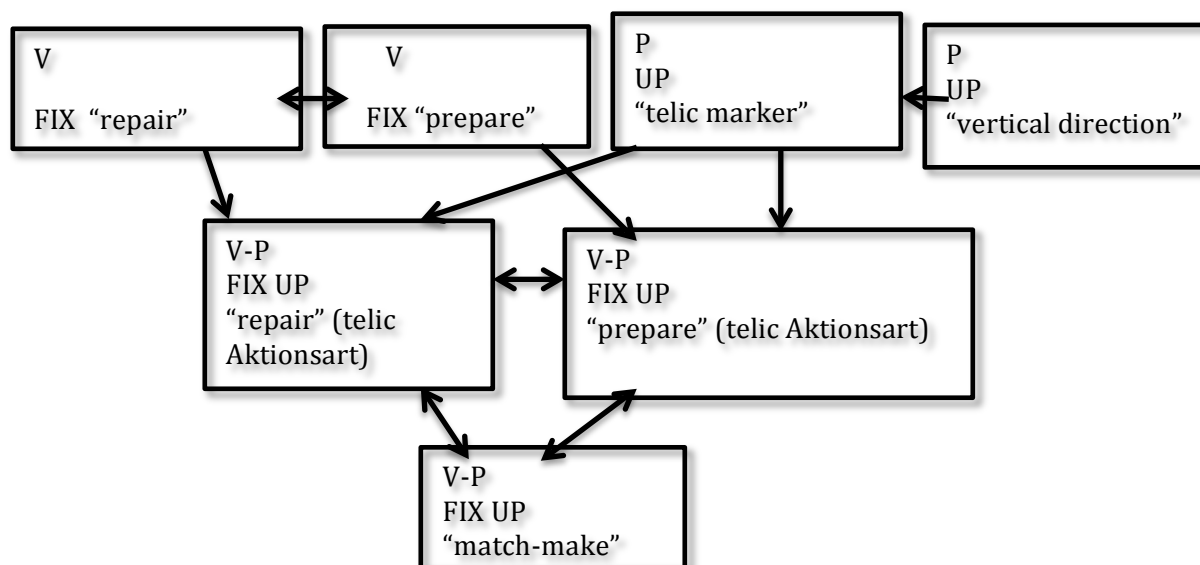 V
FIX “repair”
V
FIX “prepare”
P
UP
“telic marker”
P
UP
“vertical direction”
V-P
FIX UP
“repair” (telic
Aktionsart)
V-P
FIX UP
“prepare” (telic Aktionsart)
V-P
FIX UP
“match-make”